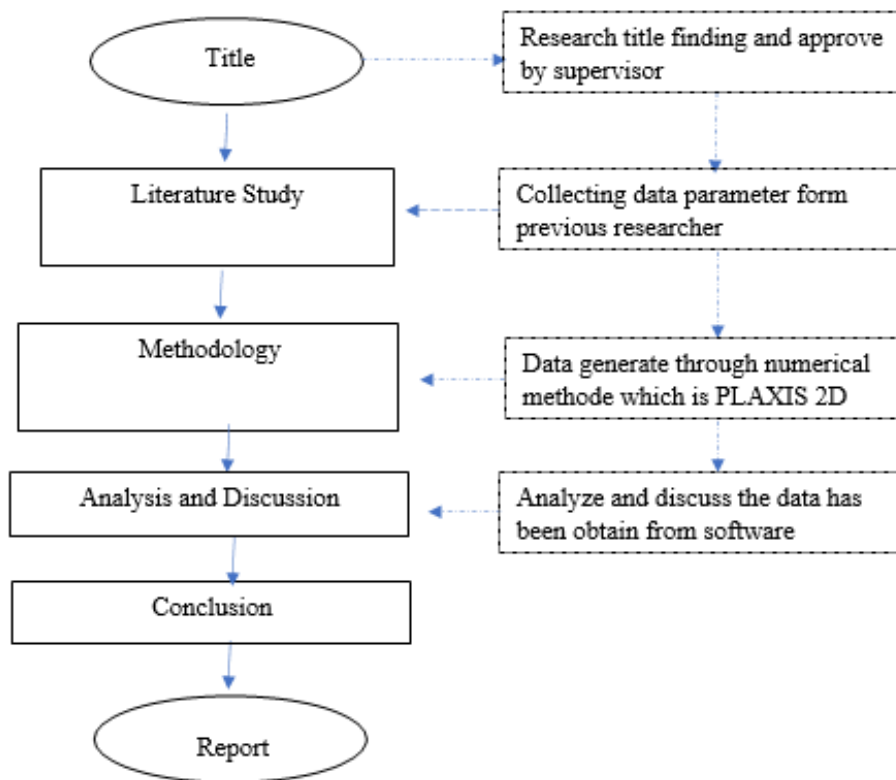 Title
Research title finding and approve
by supervisor
Literature Study
Collecting data parameter form
previous researcher
Methodology
Data generate through numerical
methode which is PLAXIS 2D
Analysis and Discussion
Analyze and discuss the data has
been obtain from software
Conclusion
Report